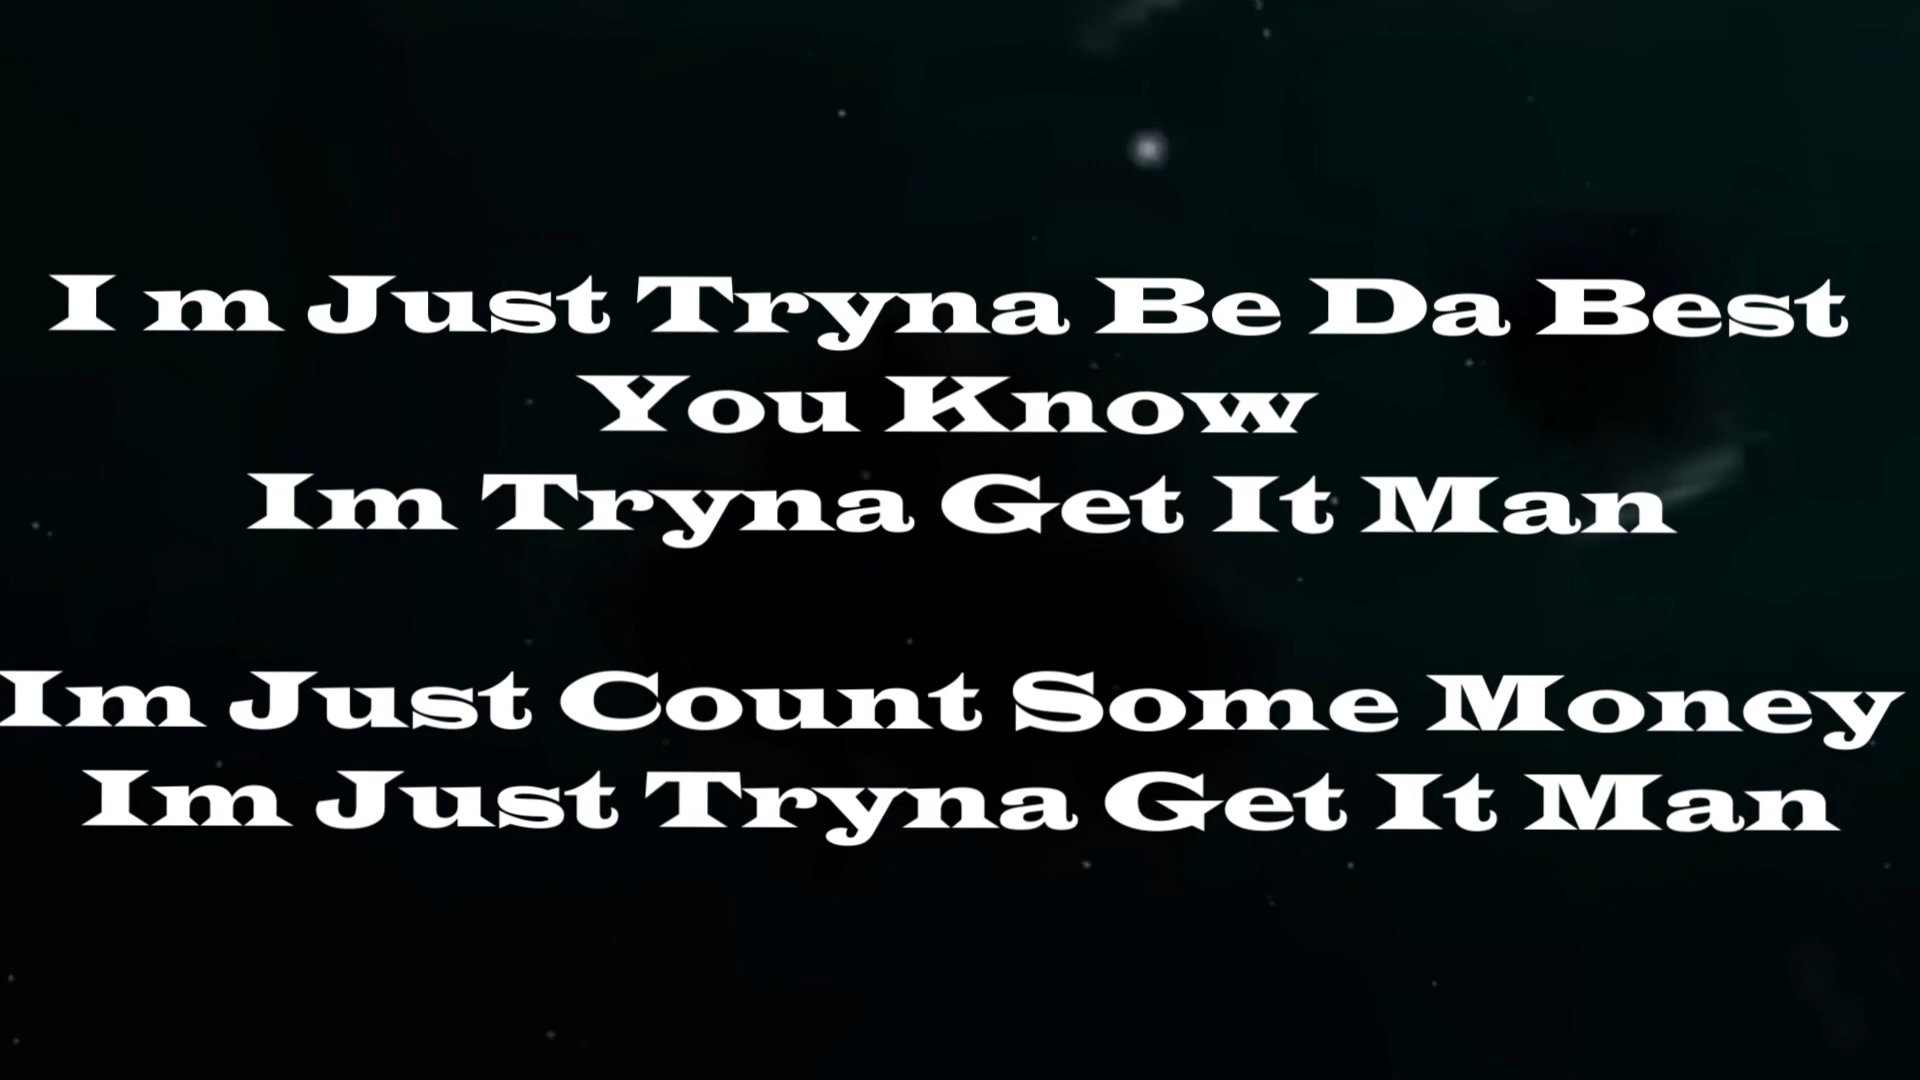 I m Just Tryna Be Da Best
You Know
Im Tryna Get It Man
Im Just Count Some Money
Im Just Tryna Get It Man